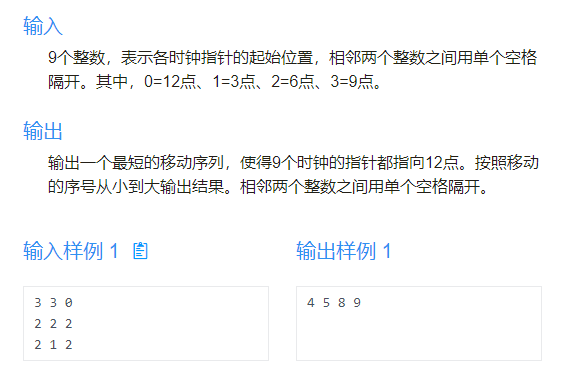 输入
9个整数，表示各时钟指针的起始位置，相邻两个整数之间用单个空格
隔开。其中，0=12点、1=3点、2=6点、3=9点。
输出
输出一个最短的移动序列，使得9个时钟的指针都指向12点。按照移动
的序号从小到大输出结果。相邻两个整数之间用单个空格隔开。
输入样例 1
3 3 0
2 2 2
2 1 2
输出样例 1
4 5 8 9